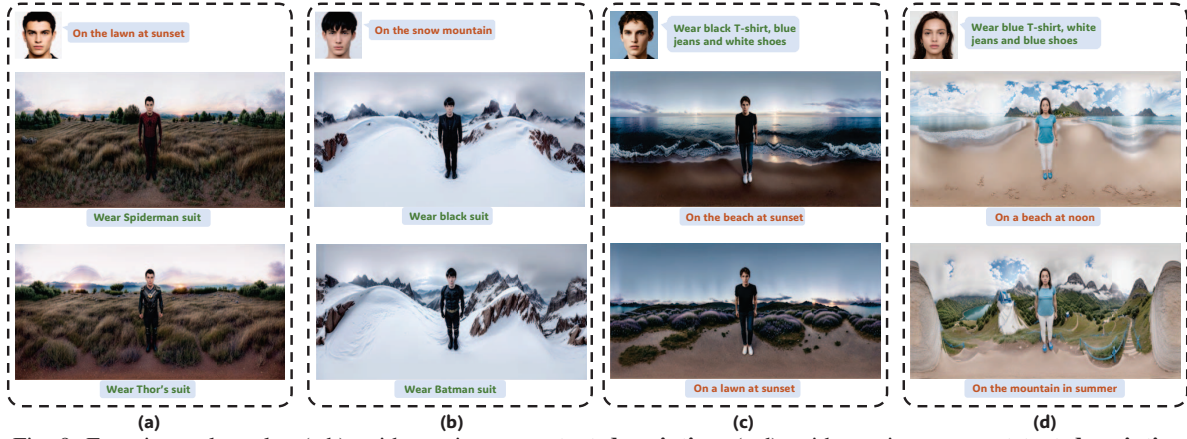 On the lawn at sunset
Wear Spiderman suit
Wear Thor's suit
(a)
On the snow mountain
Wear black suit
Wear Batman suit
(b)
Wear black T-shirt, blue
jeans and white shoes
On the beach at sunset
On a lawn at sunset
(c)
Wear blue T-shirt, white
jeans and blue shoes
On a beach at noon
On the mountain in summer
(d)